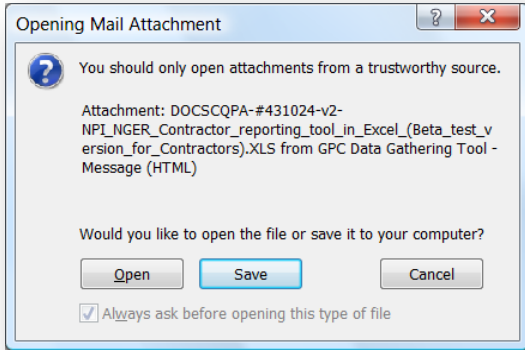 Opening Mail Attachment
You should only open attachments from a trustworthy source.
Attachment: DOCSCQPA-#431024-v2-
NPI_NGER_Contractor_reporting_tool_in_Excel_(Beta_test_v
ersion_for_Contractors).XLS from GPC Data Gathering Tool -
Message (HTML)
Would you like to open the file or save it to your computer?
Open
Save
Cancel
Always ask before opening this type of file